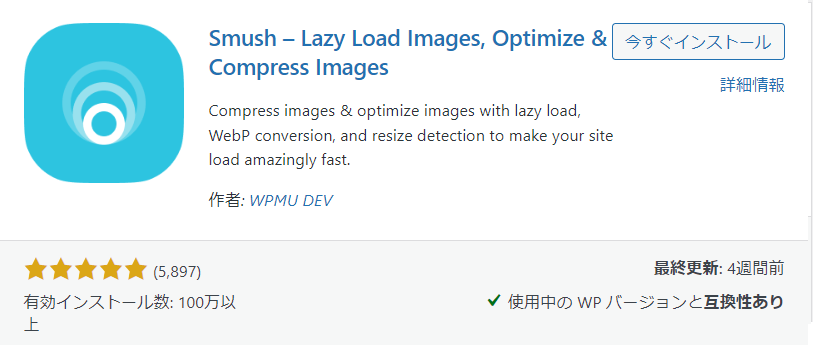 Smush – Lazy Load Images, Optimize &
Compress Images
今すぐインストール
詳細情報
Compress images & optimize images with lazy load,
WebP conversion, and resize detection to make your site
load amazingly fast.
作者: WPMU DEV
(5,897)
最終更新: 4週間前
有効インストール数: 100万以
上
使用中の WP バージョンと互換性あり